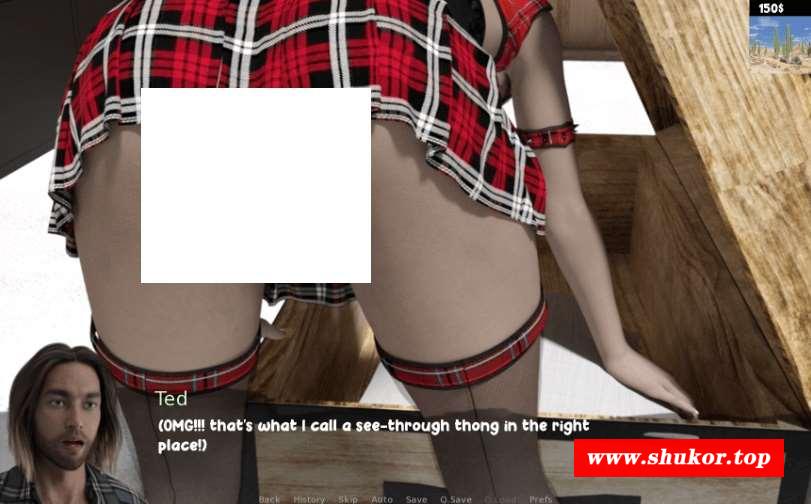 150$
Ted
(OMG!!! that's what I call a see-through thong in the right
place!)
www.shukor.top
Back History Skip Auto Save Q.Save Q.Load Prefs